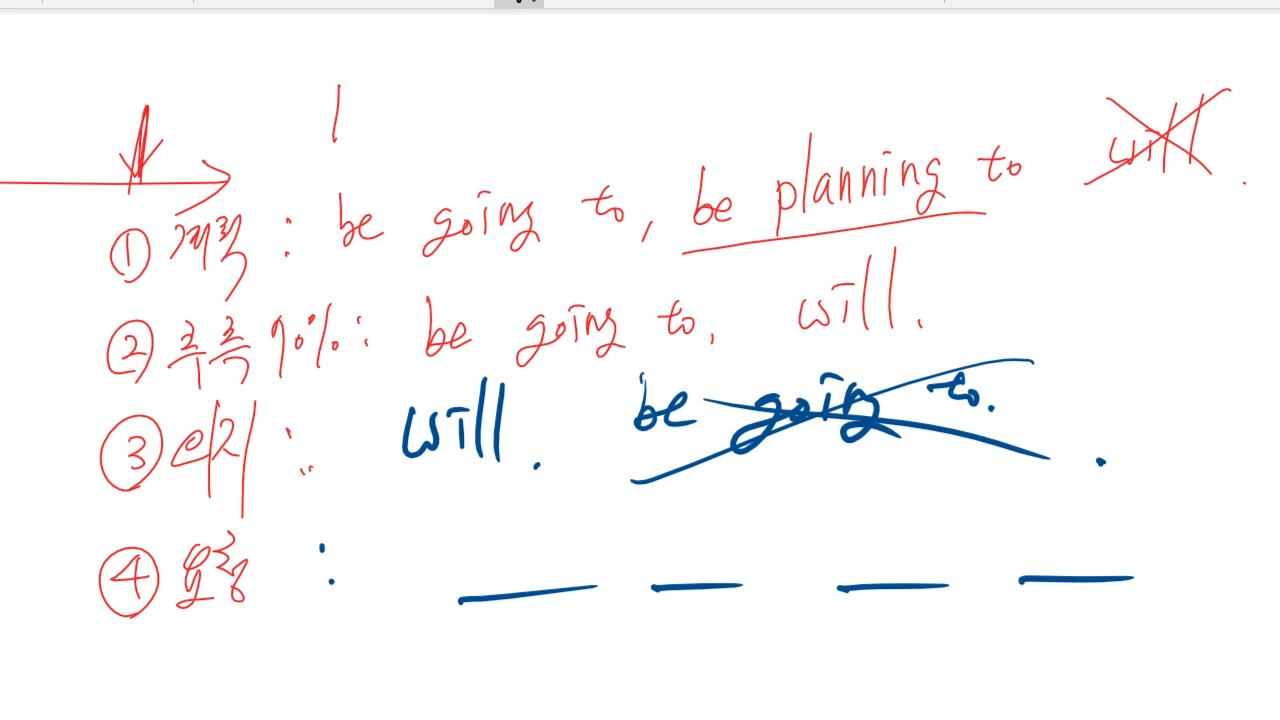 will
① 계획 : be going to, be planning to
② 추측 90% : be going to, will.
③ 의지 : will. be going to.
④ 요청 :